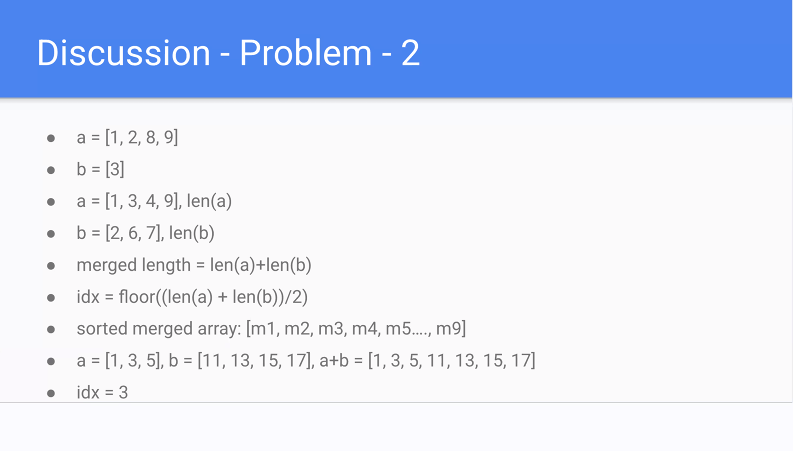 Discussion - Problem - 2
● a = [1, 2, 8, 9]
● b = [3]
● a = [1, 3, 4, 9], len(a)
● b = [2, 6, 7], len(b)
● merged length = len(a)+len(b)
● idx = floor((len(a) + len(b))/2)
● sorted merged array: [m1, m2, m3, m4, m5...., m9]
● a = [1, 3, 5], b = [11, 13, 15, 17], a+b = [1, 3, 5, 11, 13, 15, 17]
● idx = 3